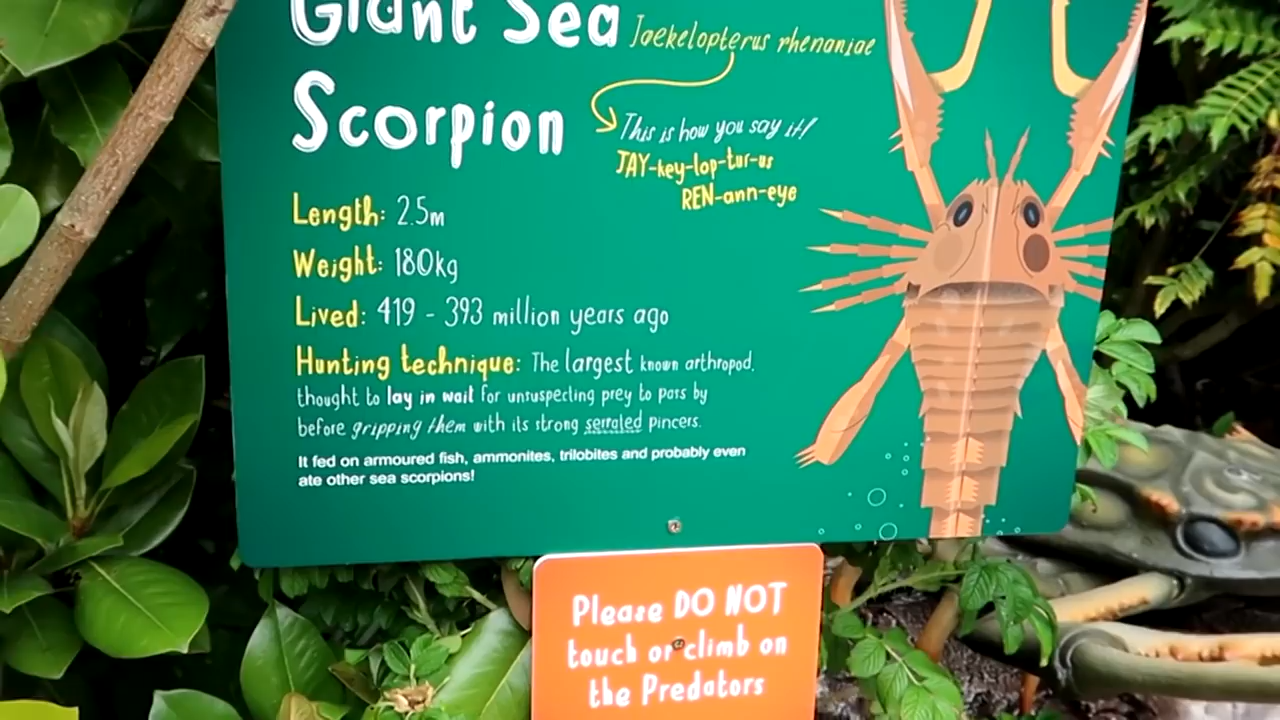 Giant Sea
Jaekelopterus rhenaniae
Scorpion
This is how you say it!
JAY-key-lop-tur-us
REN-ann-eye
Length: 2.5m
Weight: 180kg
Lived: 419 - 393 million years ago
Hunting technique: The largest known arthropod,
thought to lay in wait for unsuspecting prey to pass by
before gripping them with its strong serrated pincers.
It fed on armoured fish, ammonites, trilobites and probably even
ate other sea scorpions!
Please DO NOT
touch or climb on
the Predators